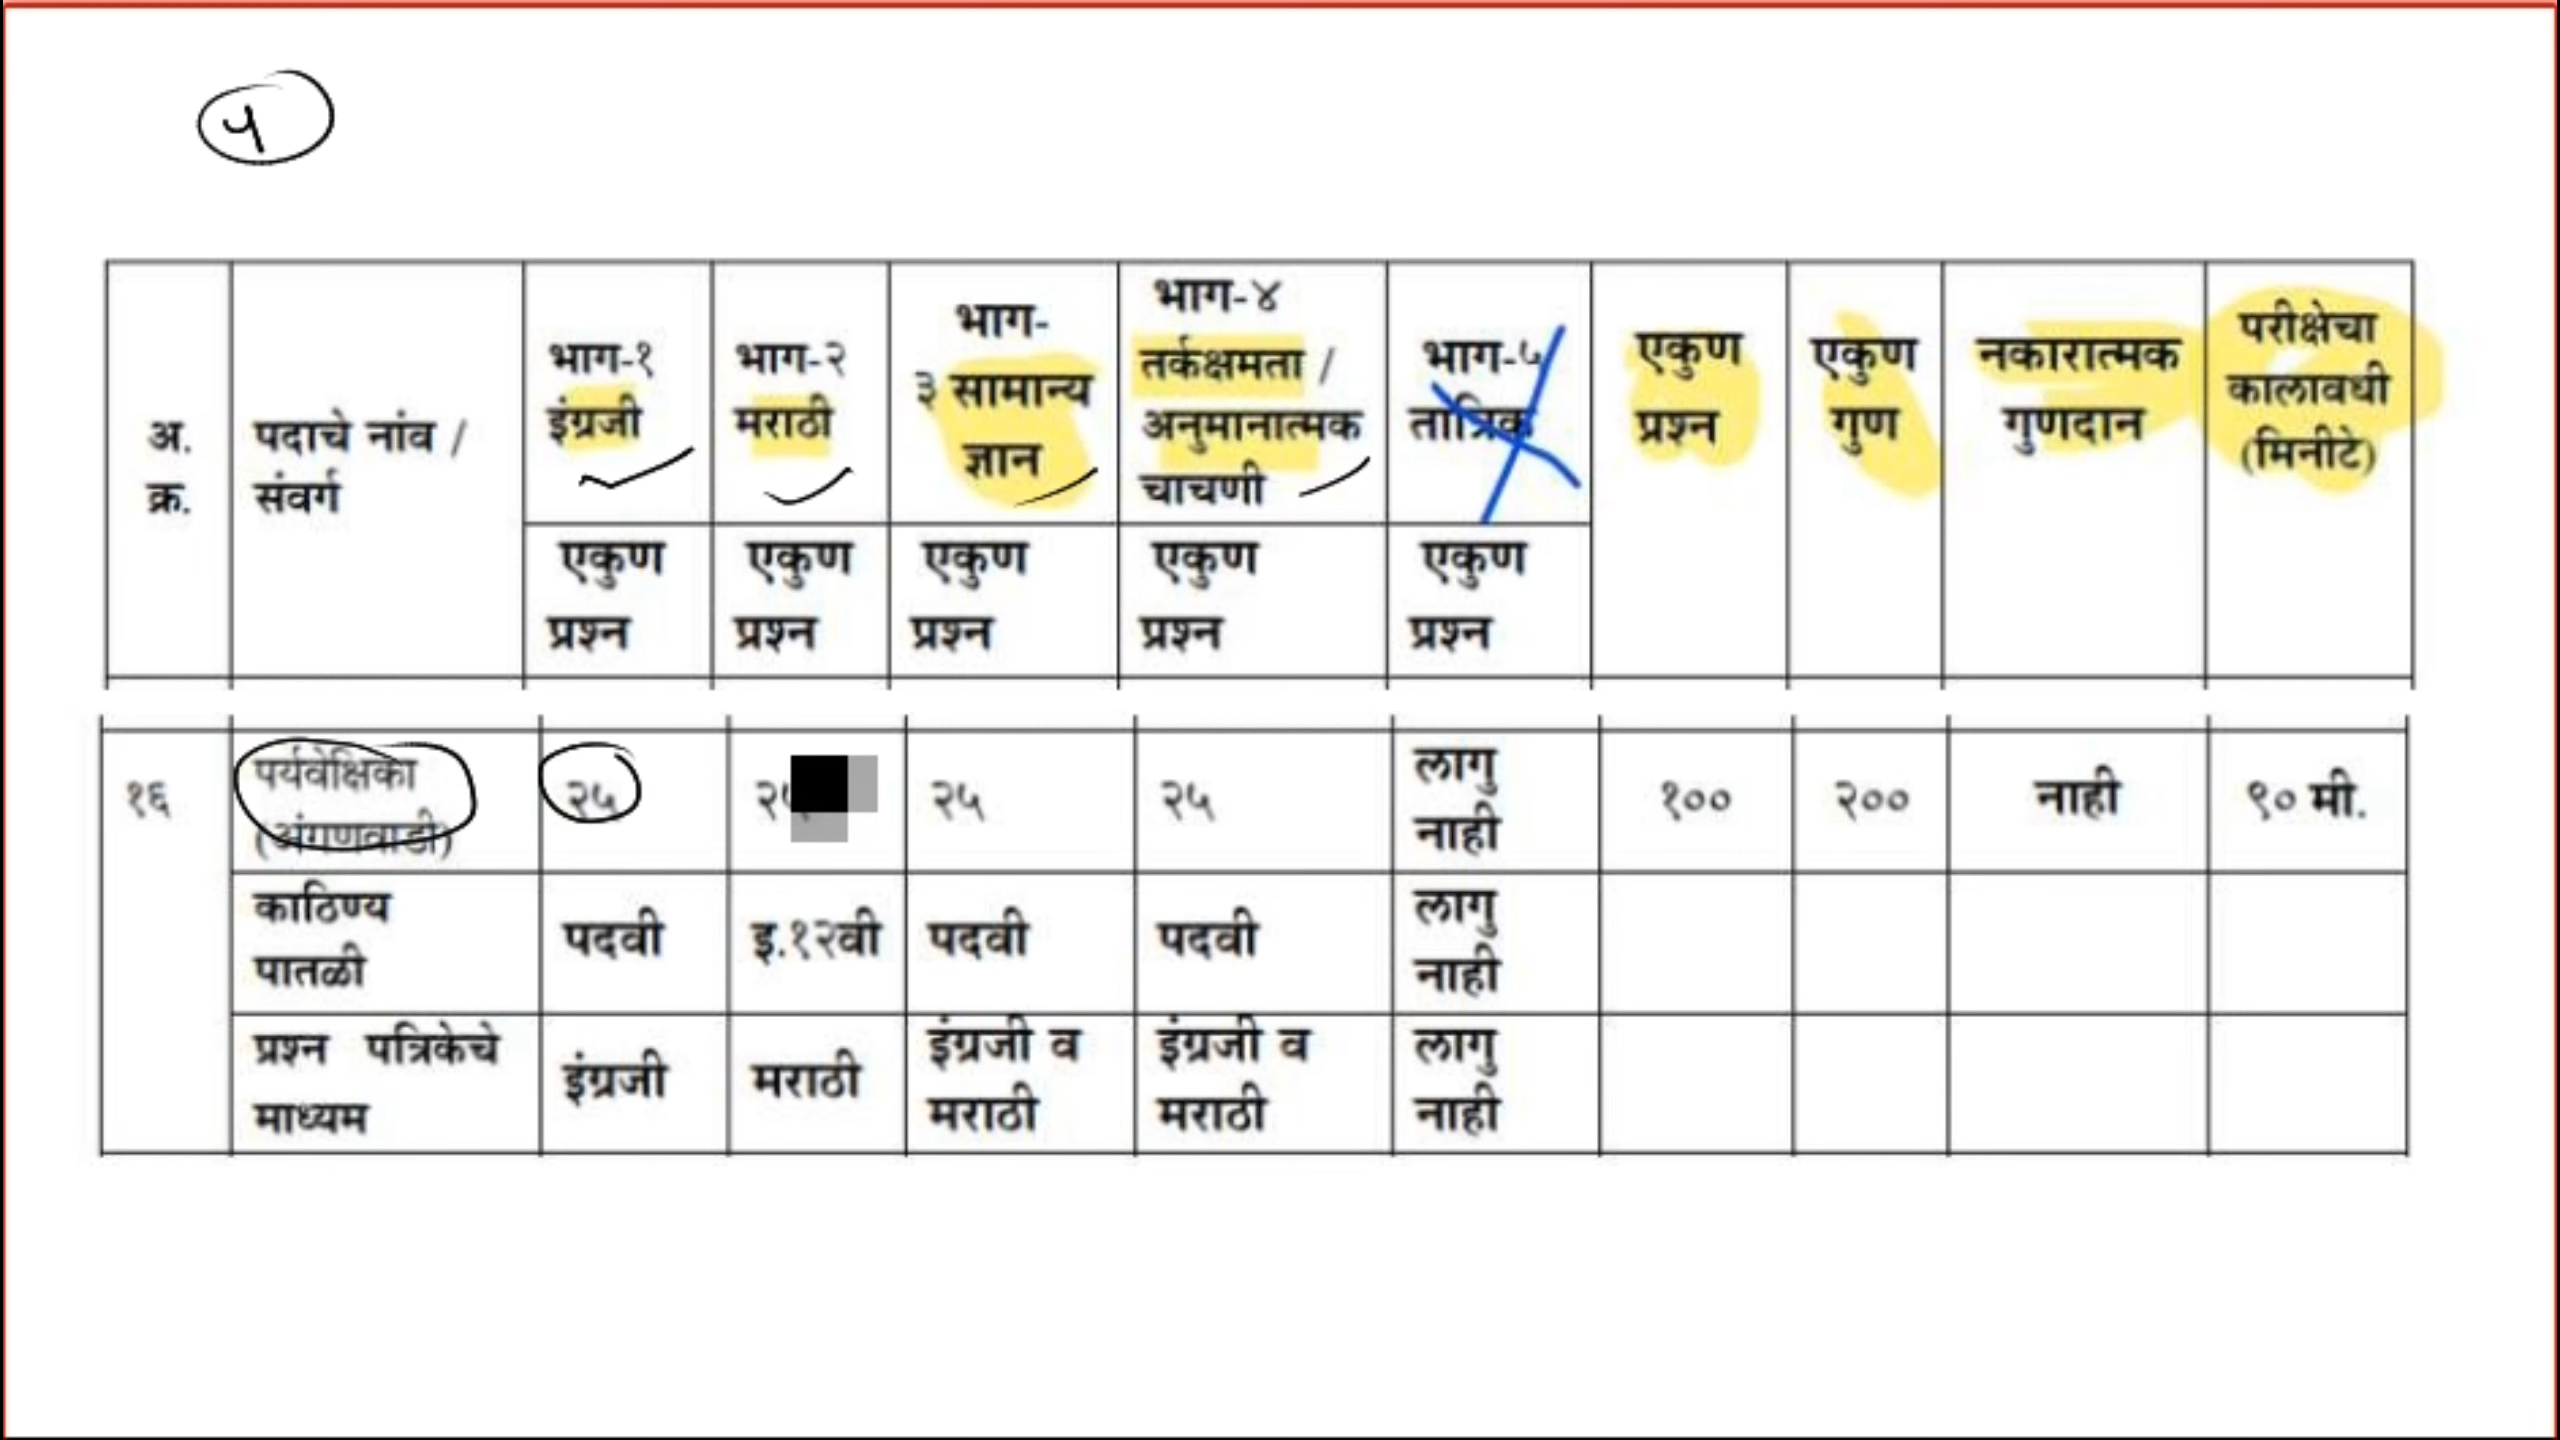 ५
अ.
क्र.
पदाचे नांव /
संवर्ग
भाग-१
इंग्रजी
भाग-२
मराठी
भाग-
३ सामान्य
ज्ञान
भाग-४
तर्कक्षमता /
अनुमानात्मक
चाचणी
भाग-५
तांत्रिक
एकुण
प्रश्न
एकुण
गुण
नकारात्मक
गुणदान
परीक्षेचा
कालावधी
(मिनीटे)
एकुण
प्रश्न
एकुण
प्रश्न
एकुण
प्रश्न
एकुण
प्रश्न
एकुण
प्रश्न
१६
पर्यवेक्षिका
(अंगणवाडी)
२५
२५
२५
लागु
नाही
१००
२००
नाही
९० मी.
काठिण्य
पातळी
पदवी
इ.१२वी
पदवी
पदवी
लागु
नाही
प्रश्न पत्रिकेचे
माध्यम
इंग्रजी
मराठी
इंग्रजी व
मराठी
इंग्रजी व
मराठी
लागु
नाही